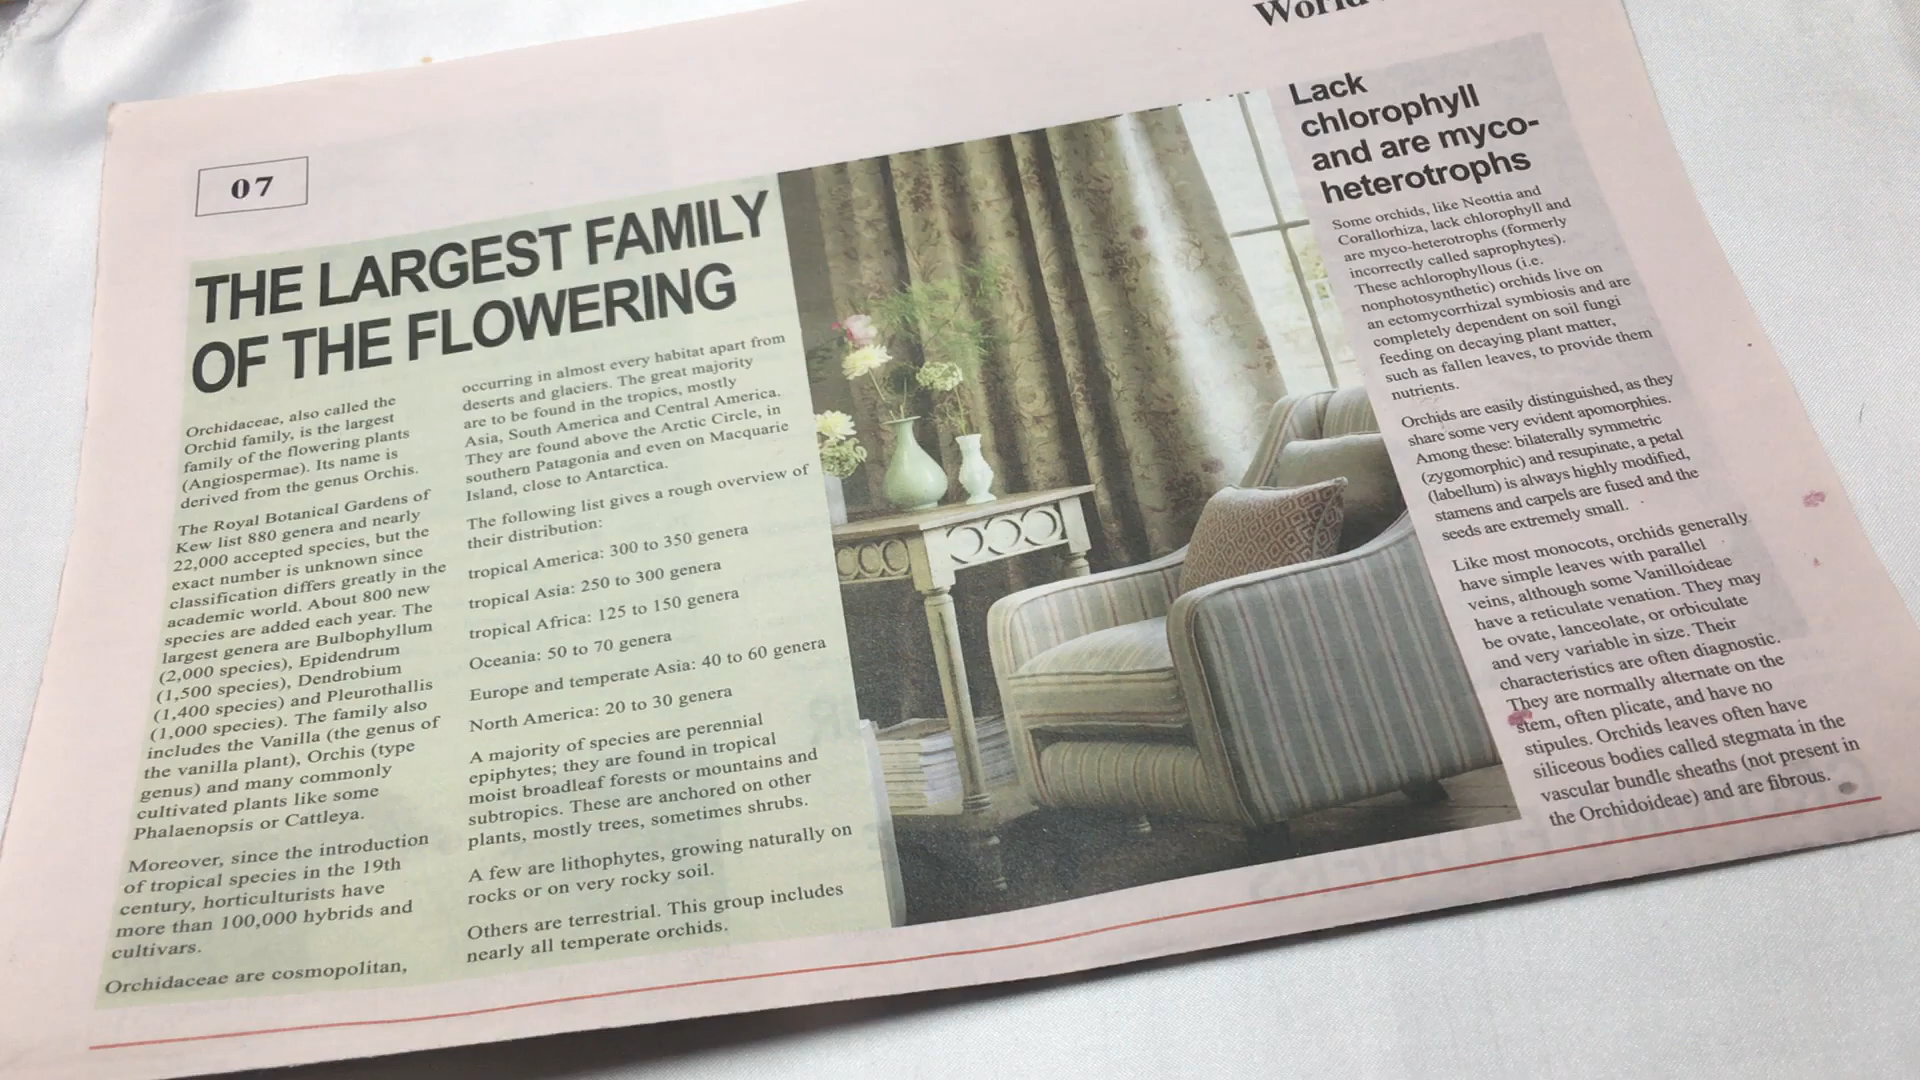 World
07
THE LARGEST FAMILY
OF THE FLOWERING
Orchidaceae, also called the
Orchid family, is the largest
family of the flowering plants
(Angiospermae). Its name is
derived from the genus Orchis.
The Royal Botanical Gardens of
Kew list 880 genera and nearly
22,000 accepted species, but the
exact number is unknown since
classification differs greatly in the
academic world. About 800 new
species are added each year. The
largest genera are Bulbophyllum
(2,000 species), Epidendrum
(1,500 species), Dendrobium
(1,400 species) and Pleurothallis
(1,000 species). The family also
includes the Vanilla (the genus of
the vanilla plant), Orchis (type
genus) and many commonly
cultivated plants like some
Phalaenopsis or Cattleya.
Moreover, since the introduction
of tropical species in the 19th
century, horticulturists have
more than 100,000 hybrids and
cultivars.
Orchidaceae are cosmopolitan,
occurring in almost every habitat apart from
deserts and glaciers. The great majority
are to be found in the tropics, mostly
Asia, South America and Central America.
They are found above the Arctic Circle, in
southern Patagonia and even on Macquarie
Island, close to Antarctica.
The following list gives a rough overview of
their distribution:
tropical America: 300 to 350 genera
tropical Asia: 250 to 300 genera
tropical Africa: 125 to 150 genera
Oceania: 50 to 70 genera
Europe and temperate Asia: 40 to 60 genera
North America: 20 to 30 genera
A majority of species are perennial
epiphytes; they are found in tropical
moist broadleaf forests or mountains and
subtropics. These are anchored on other
plants, mostly trees, sometimes shrubs.
A few are lithophytes, growing naturally on
rocks or on very rocky soil.
Others are terrestrial. This group includes
nearly all temperate orchids.
Lack
chlorophyll
and are myco-
heterotrophs
Some orchids, like Neottia and
Corallorhiza, lack chlorophyll and
are myco-heterotrophs (formerly
incorrectly called saprophytes).
These achlorophyllous (i.e.
nonphotosynthetic) orchids live on
an ectomycorrhizal symbiosis and are
completely dependent on soil fungi
feeding on decaying plant matter,
such as fallen leaves, to provide them
nutrients.
Orchids are easily distinguished, as they
share some very evident apomorphies.
Among these: bilaterally symmetric
(zygomorphic) and resupinate, a petal
(labellum) is always highly modified,
stamens and carpels are fused and the
seeds are extremely small.
Like most monocots, orchids generally
have simple leaves with parallel
veins, although some Vanilloideae
have a reticulate venation. They may
be ovate, lanceolate, or orbiculate
and very variable in size. Their
characteristics are often diagnostic.
They are normally alternate on the
stem, often plicate, and have no
stipules. Orchids leaves often have
siliceous bodies called stegmata in the
vascular bundle sheaths (not present in
the Orchidoideae) and are fibrous.